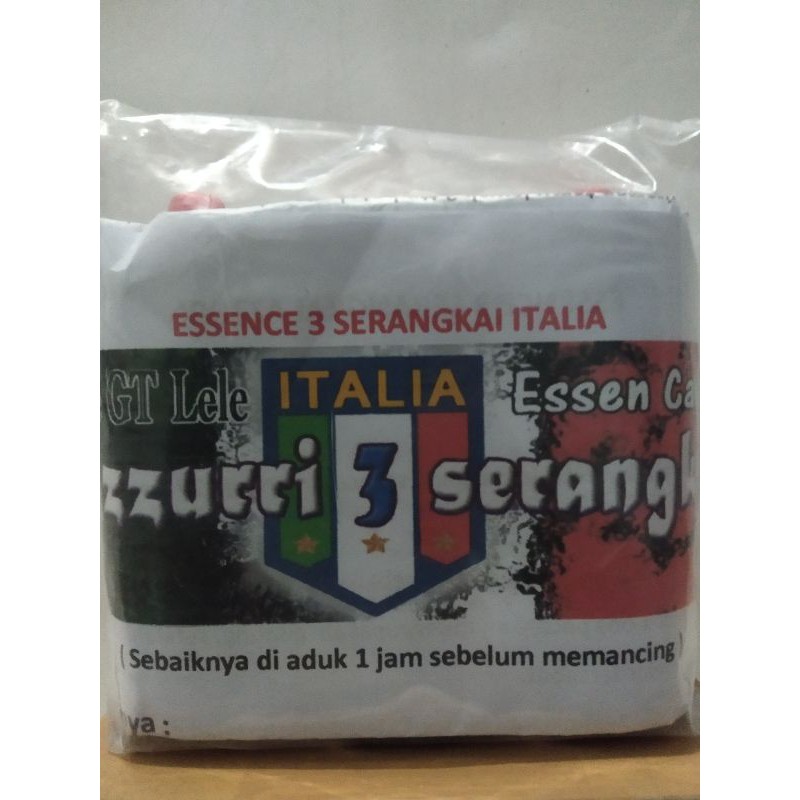 ESSENCE 3 SERANGKAI ITALIA
GT Lele ITALIA Essen Ca
zzurri 3 serangk
( Sebaiknya di aduk 1 jam sebelum memancing )
ya :